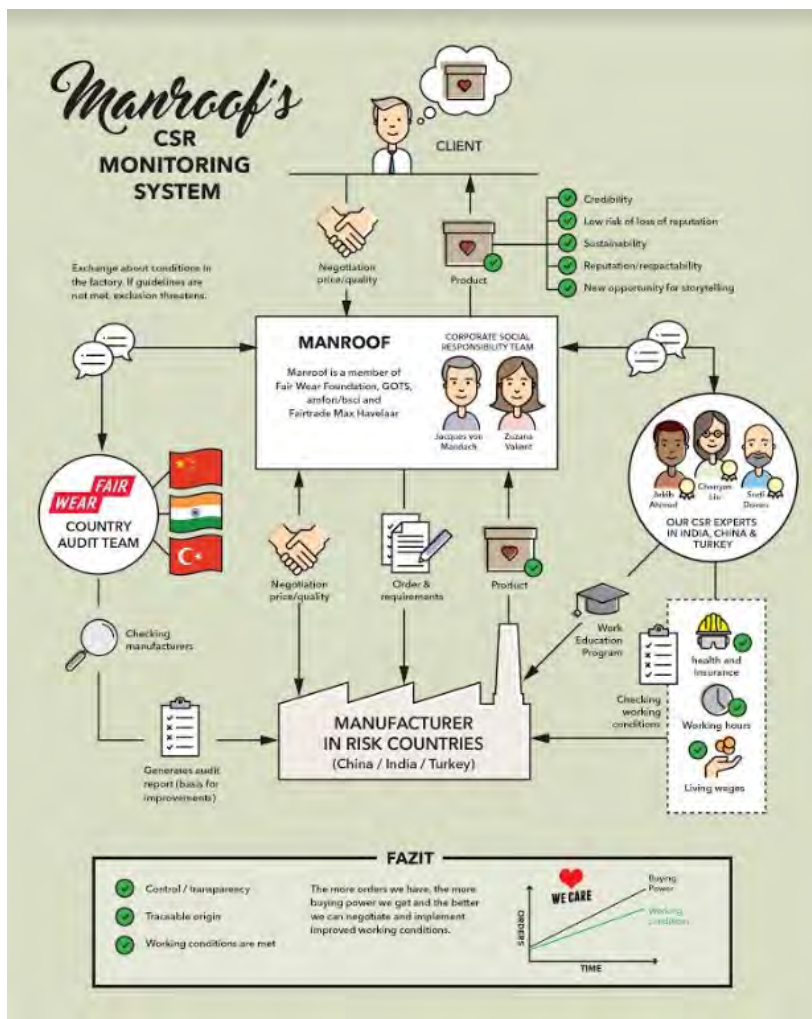 Manroof's
CSR
MONITORING
SYSTEM
CLIENT
Negotiation
price/quality
Product
Credibility
Low risk of loss of reputation
Sustainability
Reputation/respectability
New opportunity for storytelling
Exchange about conditions in
the factory. If guidelines are
not met, exclusion threatens.
MANROOF
Manroof is a member of
Fair Wear Foundation, GOTS,
amfori/bsci and
Fairtrade Max Havelaar
CORPORATE SOCIAL
RESPONSIBILITY TEAM
Jacques von
Mandach
Zuzana
Valient
FAIR
WEAR
COUNTRY
AUDIT TEAM
Ahmed
OUR CSR EXPERTS
IN INDIA, CHINA &
TURKEY
Negotiation
price/quality
Order &
requirements
Product
Work
Education
Program
Checking
manufacturers
health and
Insurance
Checking
working
conditions
Working hours
Living wages
Generates audit
report (basis for
improvements)
MANUFACTURER
IN RISK COUNTRIES
(China / India / Turkey)
FAZIT
Control / transparency
Traceable origin
Working conditions are met
The more orders we have, the more
buying power we get and the better
we can negotiate and implement
improved working conditions.
WE CARE
Buying
Power
Working
conditions
ORDERS
TIME